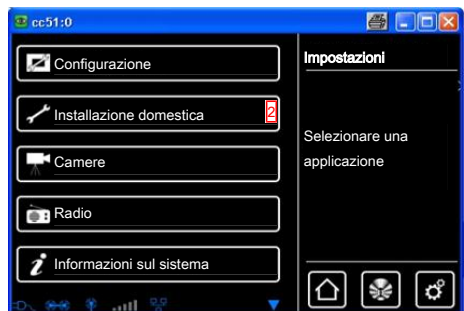 cc51:0
Configurazione
Installazione domestica
2
Camere
Radio
Informazioni sul sistema
Impostazioni
Selezionare una
applicazione